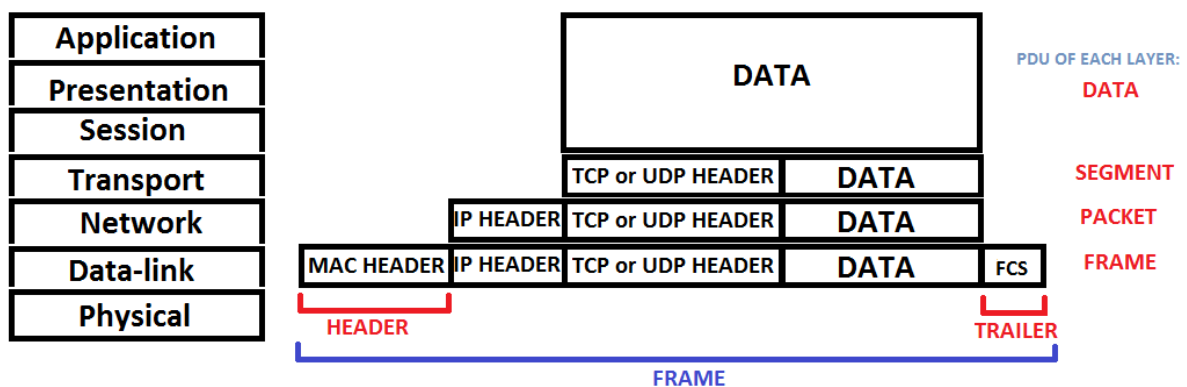 Application
Presentation
Session
Transport
Network
Data-link
Physical
DATA
PDU OF EACH LAYER:
DATA
TCP or UDP HEADER DATA
SEGMENT
IP HEADER TCP or UDP HEADER DATA
PACKET
MAC HEADER IP HEADER TCP or UDP HEADER DATA FCS
FRAME
HEADER
TRAILER
FRAME